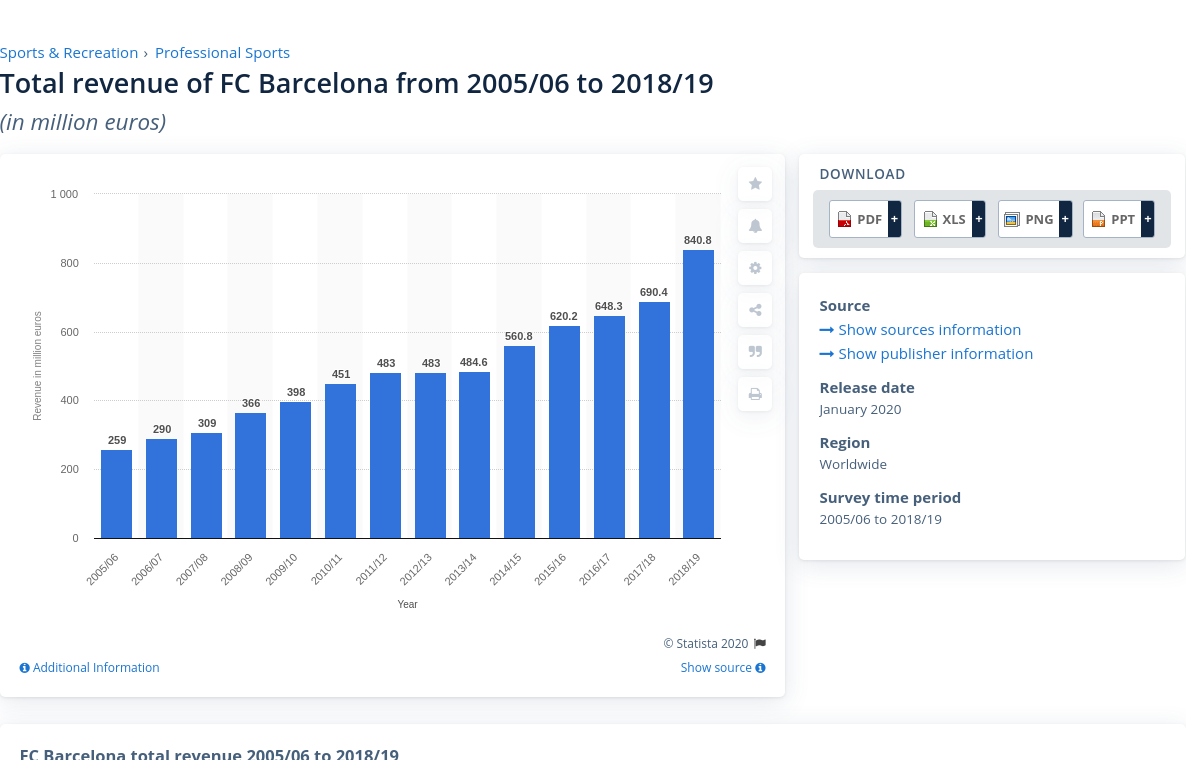 Sports & Recreation › Professional Sports
Total revenue of FC Barcelona from 2005/06 to 2018/19
(in million euros)
1 000
800
600
400
200
0
Revenue in million euros
259
290
309
366
398
451
483
483
484.6
560.8
620.2
648.3
690.4
840.8
2005/06
2006/07
2007/08
2008/09
2009/10
2010/11
2011/12
2012/13
2013/14
2014/15
2015/16
2016/17
2017/18
2018/19
Year
© Statista 2020
Additional Information
Show source
DOWNLOAD
PDF + XLS + PNG + PPT +
Source
Show sources information
Show publisher information
Release date
January 2020
Region
Worldwide
Survey time period
2005/06 to 2018/19
FC Barcelona total revenue 2005/06 to 2018/19